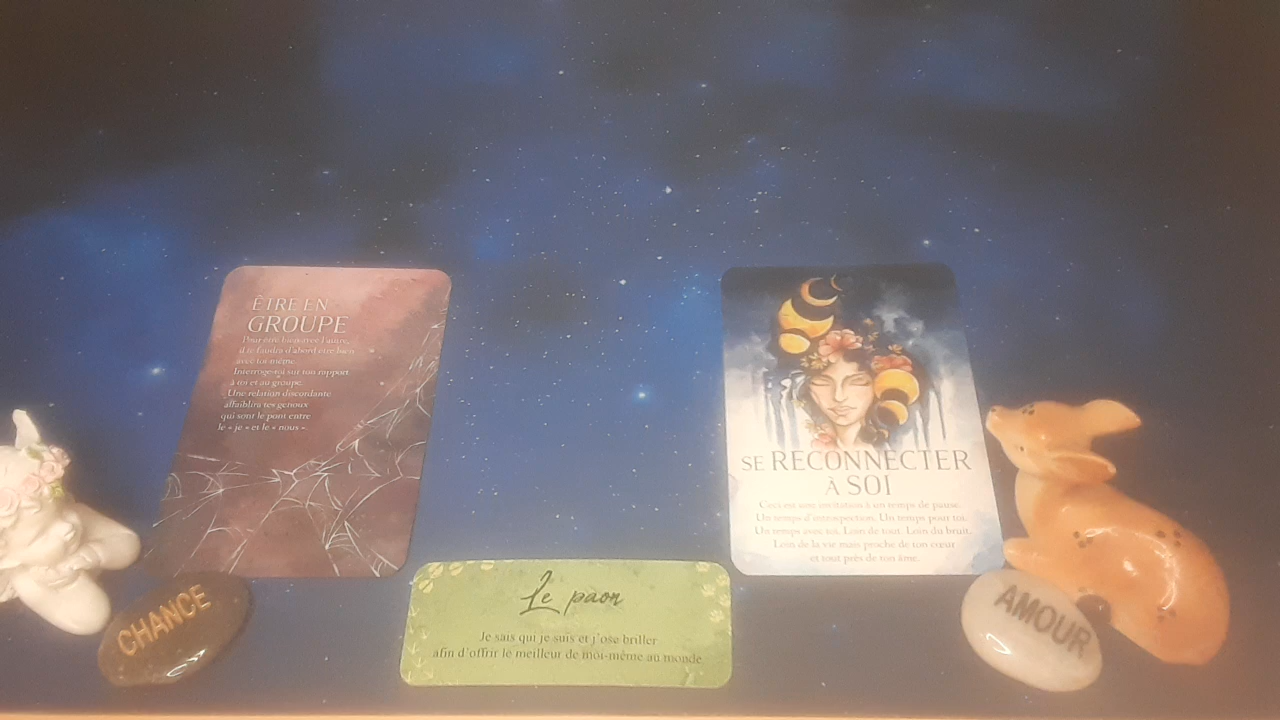 ÊTRE EN
GROUPE
Pour être bien avec l'autre,
il te faudra d'abord être bien
avec toi-même.
Interroge-toi sur ton rapport
à toi et au groupe.
Une relation discordante
affaiblira tes genoux
qui sont le pont entre
le « je » et le « nous ».
SE RECONNECTER
À SOI
Ceci est une invitation à un temps de pause.
Un temps d'introspection. Un temps pour toi.
Un temps avec toi. Loin de tout. Loin du bruit.
Loin de la vie mais proche de ton cœur
et tout près de ton âme.
Le paon
Je sais qui je suis et j'ose briller
afin d'offrir le meilleur de moi-même au monde
CHANCE
AMOUR